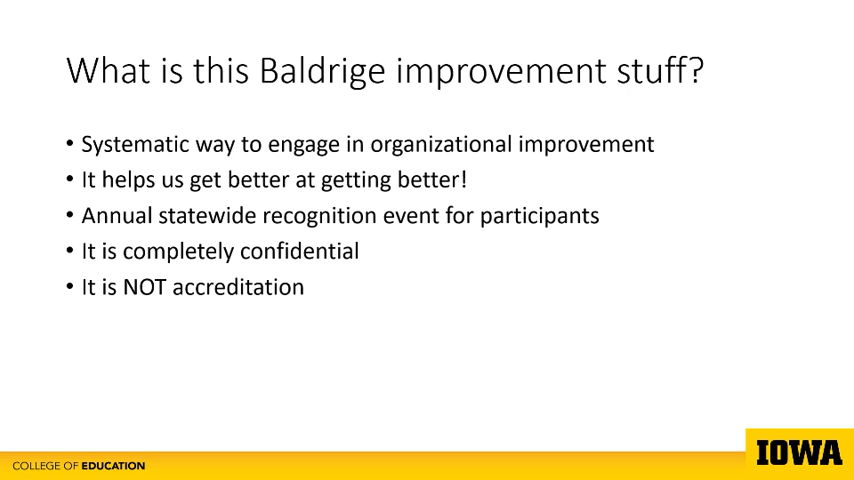 What is this Baldrige improvement stuff?
• Systematic way to engage in organizational improvement
• It helps us get better at getting better!
• Annual statewide recognition event for participants
• It is completely confidential
• It is NOT accreditation
COLLEGE OF EDUCATION
IOWA